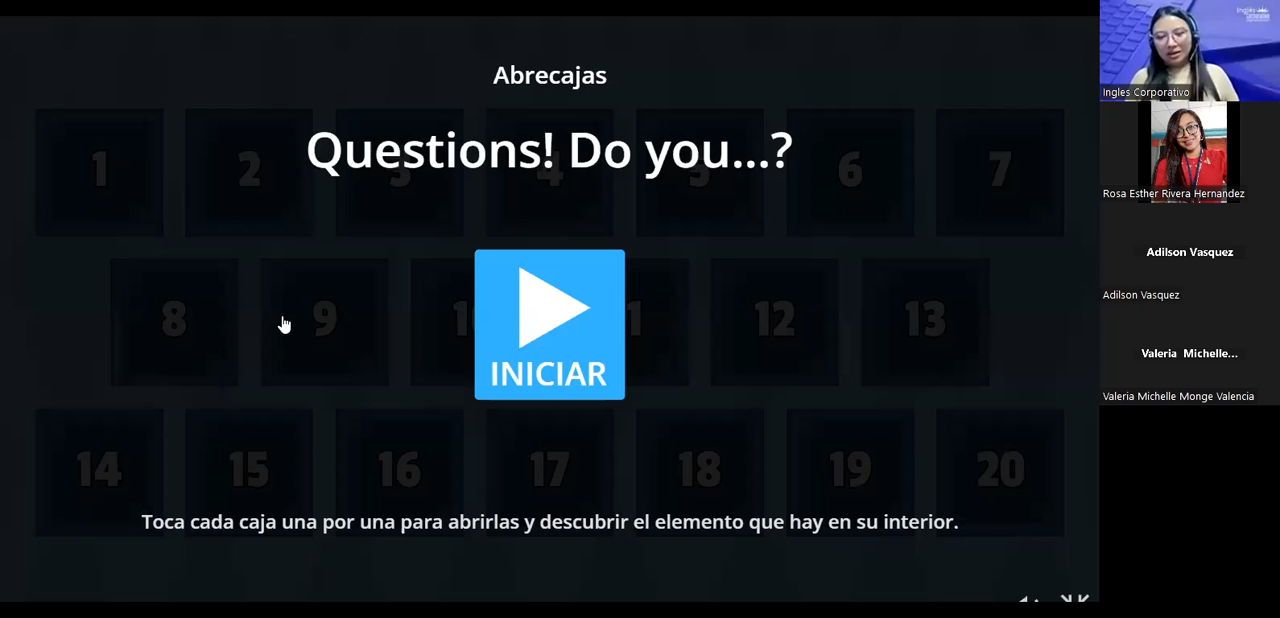 Abrecajas
Questions! Do you...?
1
2
3
4
5
6
7
8
9
12
13
INICIAR
14
15
16
17
18
19
20
Toca cada caja una por una para abrirlas y descubrir el elemento que hay en su interior.
Ingles Corporativo
Rosa Esther Rivera Hernandez
Adilson Vasquez
Adilson Vasquez
Valeria Michelle...
Valeria Michelle Monge Valencia